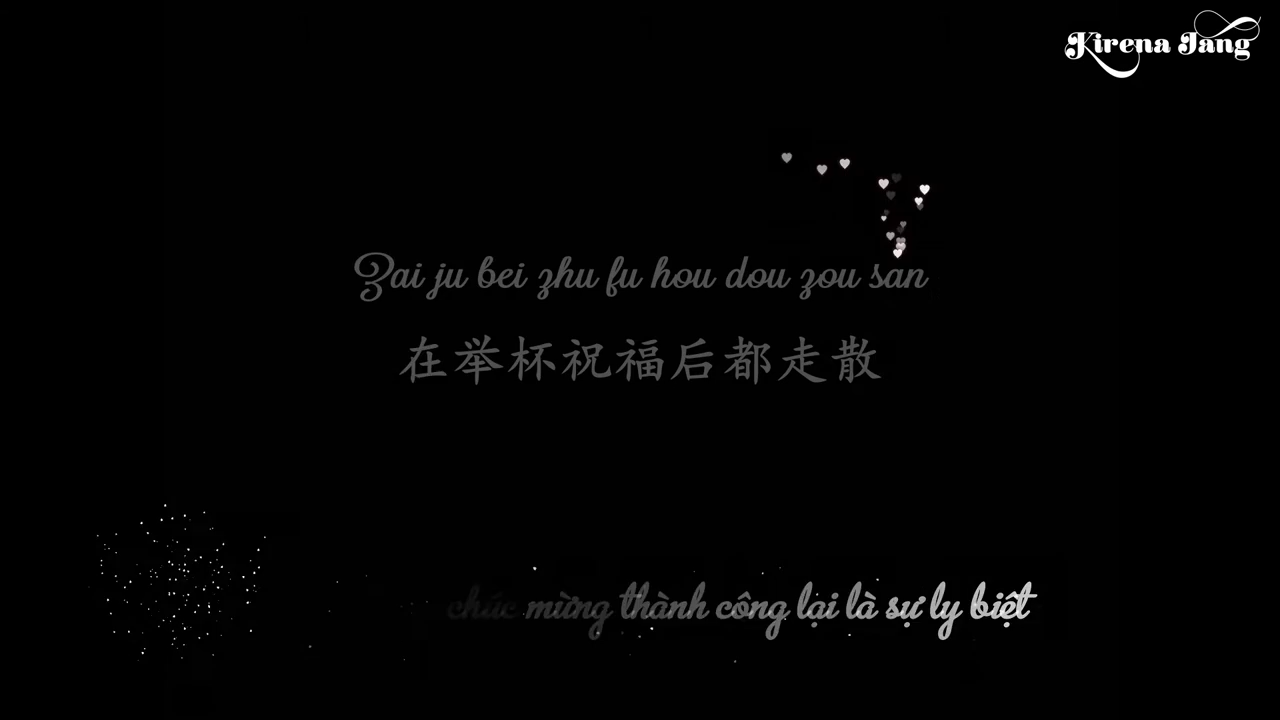 Kirena Jang
Zai ju bei zhu fu hou dou zou san
在举杯祝福后都走散
chúc mừng thành công lại là sự ly biệt